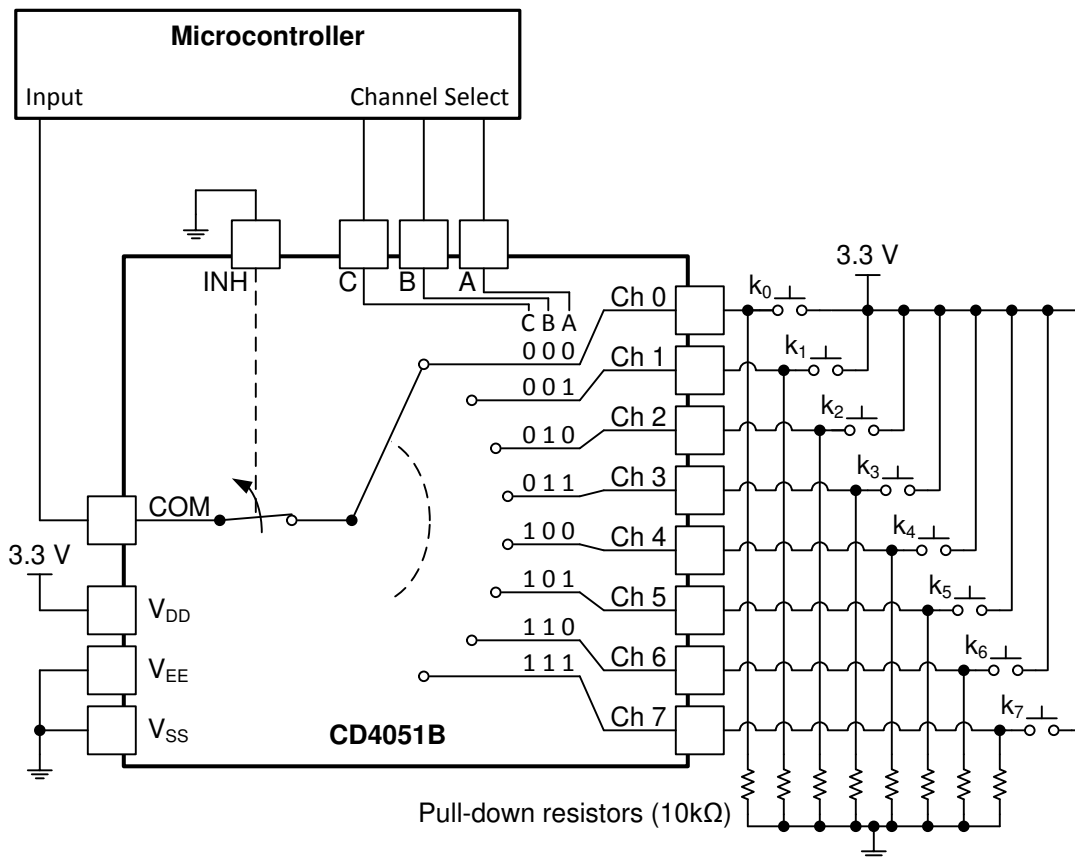 Microcontroller
Input
Channel Select
INH
C
B
A
C B A
3.3 V
Ch 0
k0
0 0 0
Ch 1
k1
0 0 1
Ch 2
k2
0 1 0
Ch 3
k3
0 1 1
COM
Ch 4
k4
1 0 0
3.3 V
Ch 5
k5
1 0 1
VDD
Ch 6
k6
1 1 0
VEE
1 1 1
Ch 7
k7
VSS
CD4051B
Pull-down resistors (10kΩ)